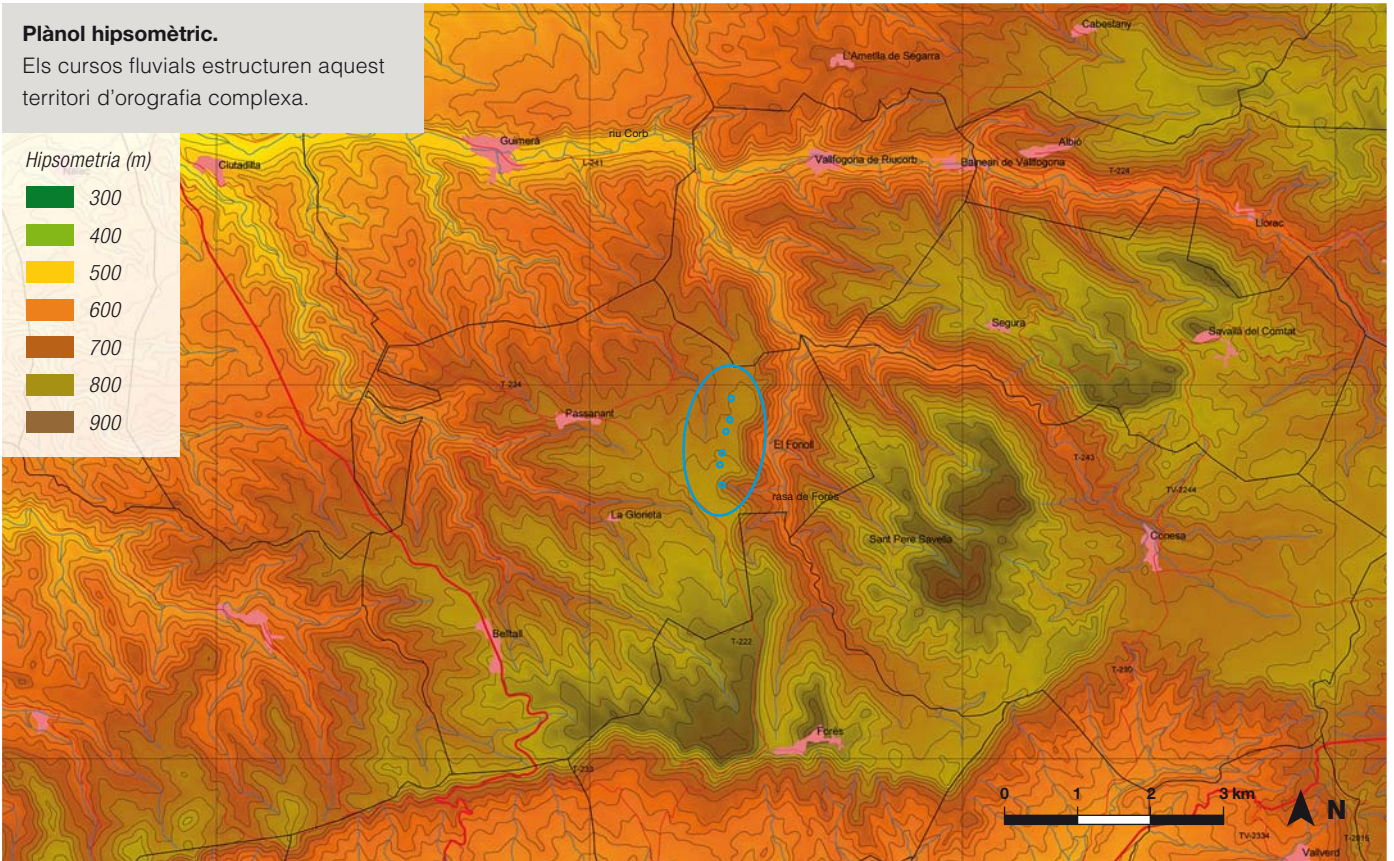 Plànol hipsomètric.
Els cursos fluvials estructuren aquest
territori d'orografia complexa.
Hipsometria (m)
300
400
500
600
700
800
900
Cabestany
L'Ametlla de Segarra
riu Corb
Guimerà
Ciutadilla
L-241
Vallfogona de Riucorb
Balneari de Vallfogona
Albió
T-224
Llorac
Segura
Savallà del Comtat
T-234
Passanant
El Fonoll
T-243
rasa de Forès
TV-2244
La Glorieta
Sant Pere Savella
Conesa
Belltall
T-222
T-230
Forès
T-233
0 1 2 3 km
N
TV-2334
T-2016
Vallverd